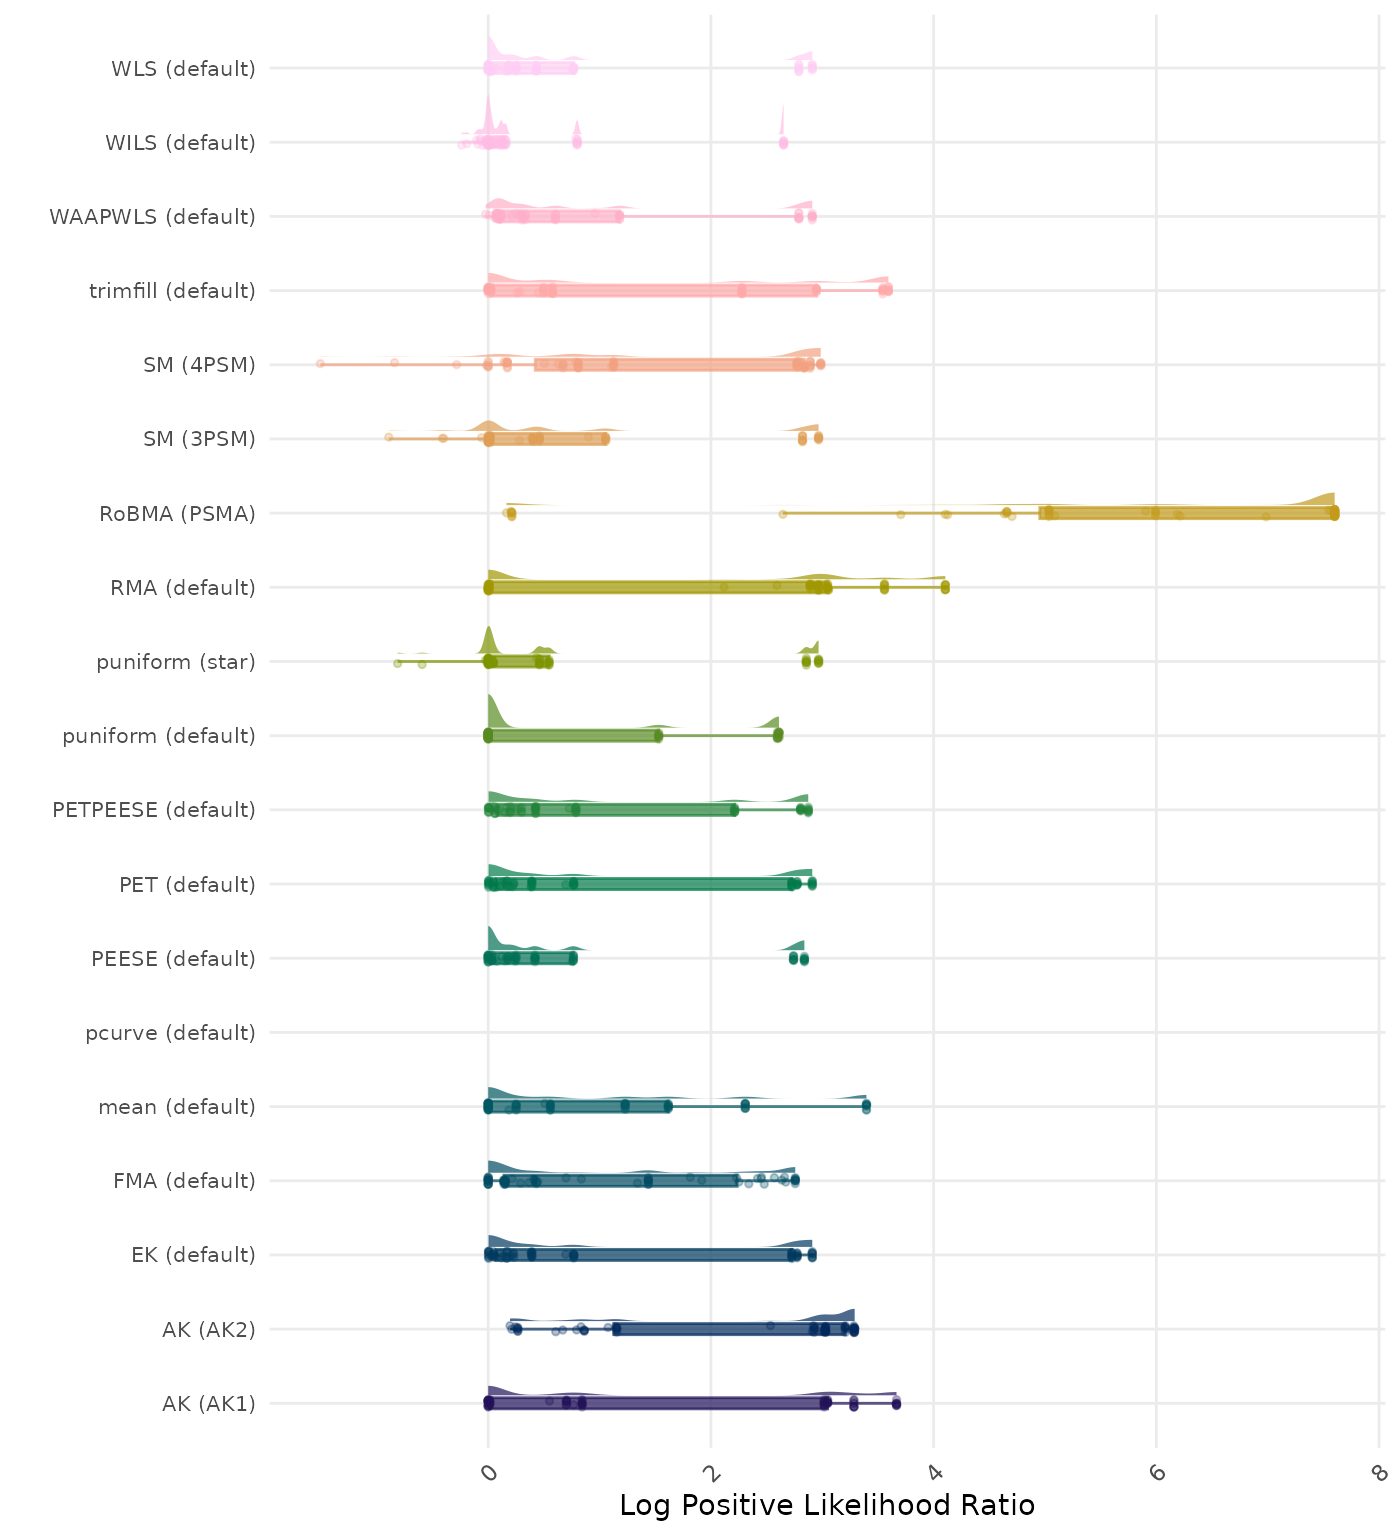 WLS (default)
WILS (default)
WAAPWLS (default)
trimfill (default)
SM (4PSM)
SM (3PSM)
RoBMA (PSMA)
RMA (default)
puniform (star)
puniform (default)
PETPEESE (default)
PET (default)
PEESE (default)
pcurve (default)
mean (default)
FMA (default)
EK (default)
AK (AK2)
AK (AK1)
0 2 4 6 8
Log Positive Likelihood Ratio